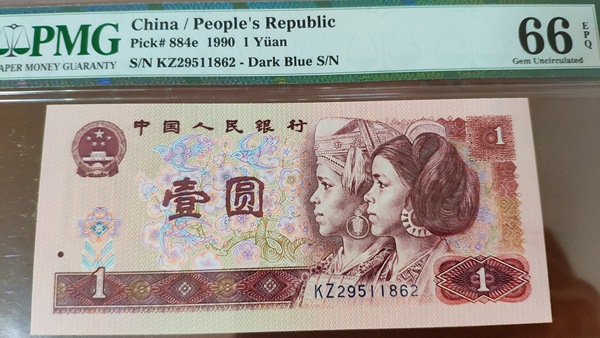 PMG
PAPER MONEY GUARANTY
China / People's Republic
Pick# 884e 1990 1 Yüan
S/N KZ29511862 - Dark Blue S/N
66 EPQ
Gem Uncirculated
中国人民银行
1
壹圆
1
1
KZ29511862